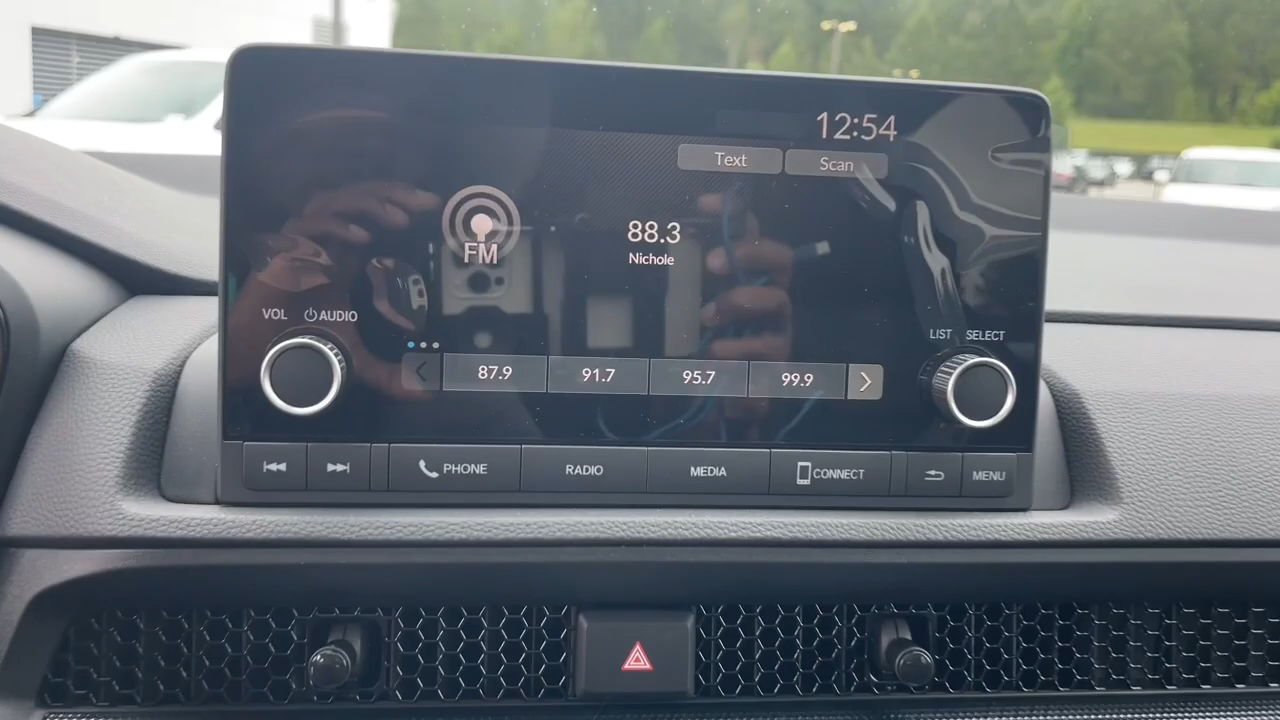 12:54
Text Scan
88.3
Nichole
FM
VOL AUDIO
LIST SELECT
87.9 91.7 95.7 99.9
PHONE RADIO MEDIA CONNECT MENU